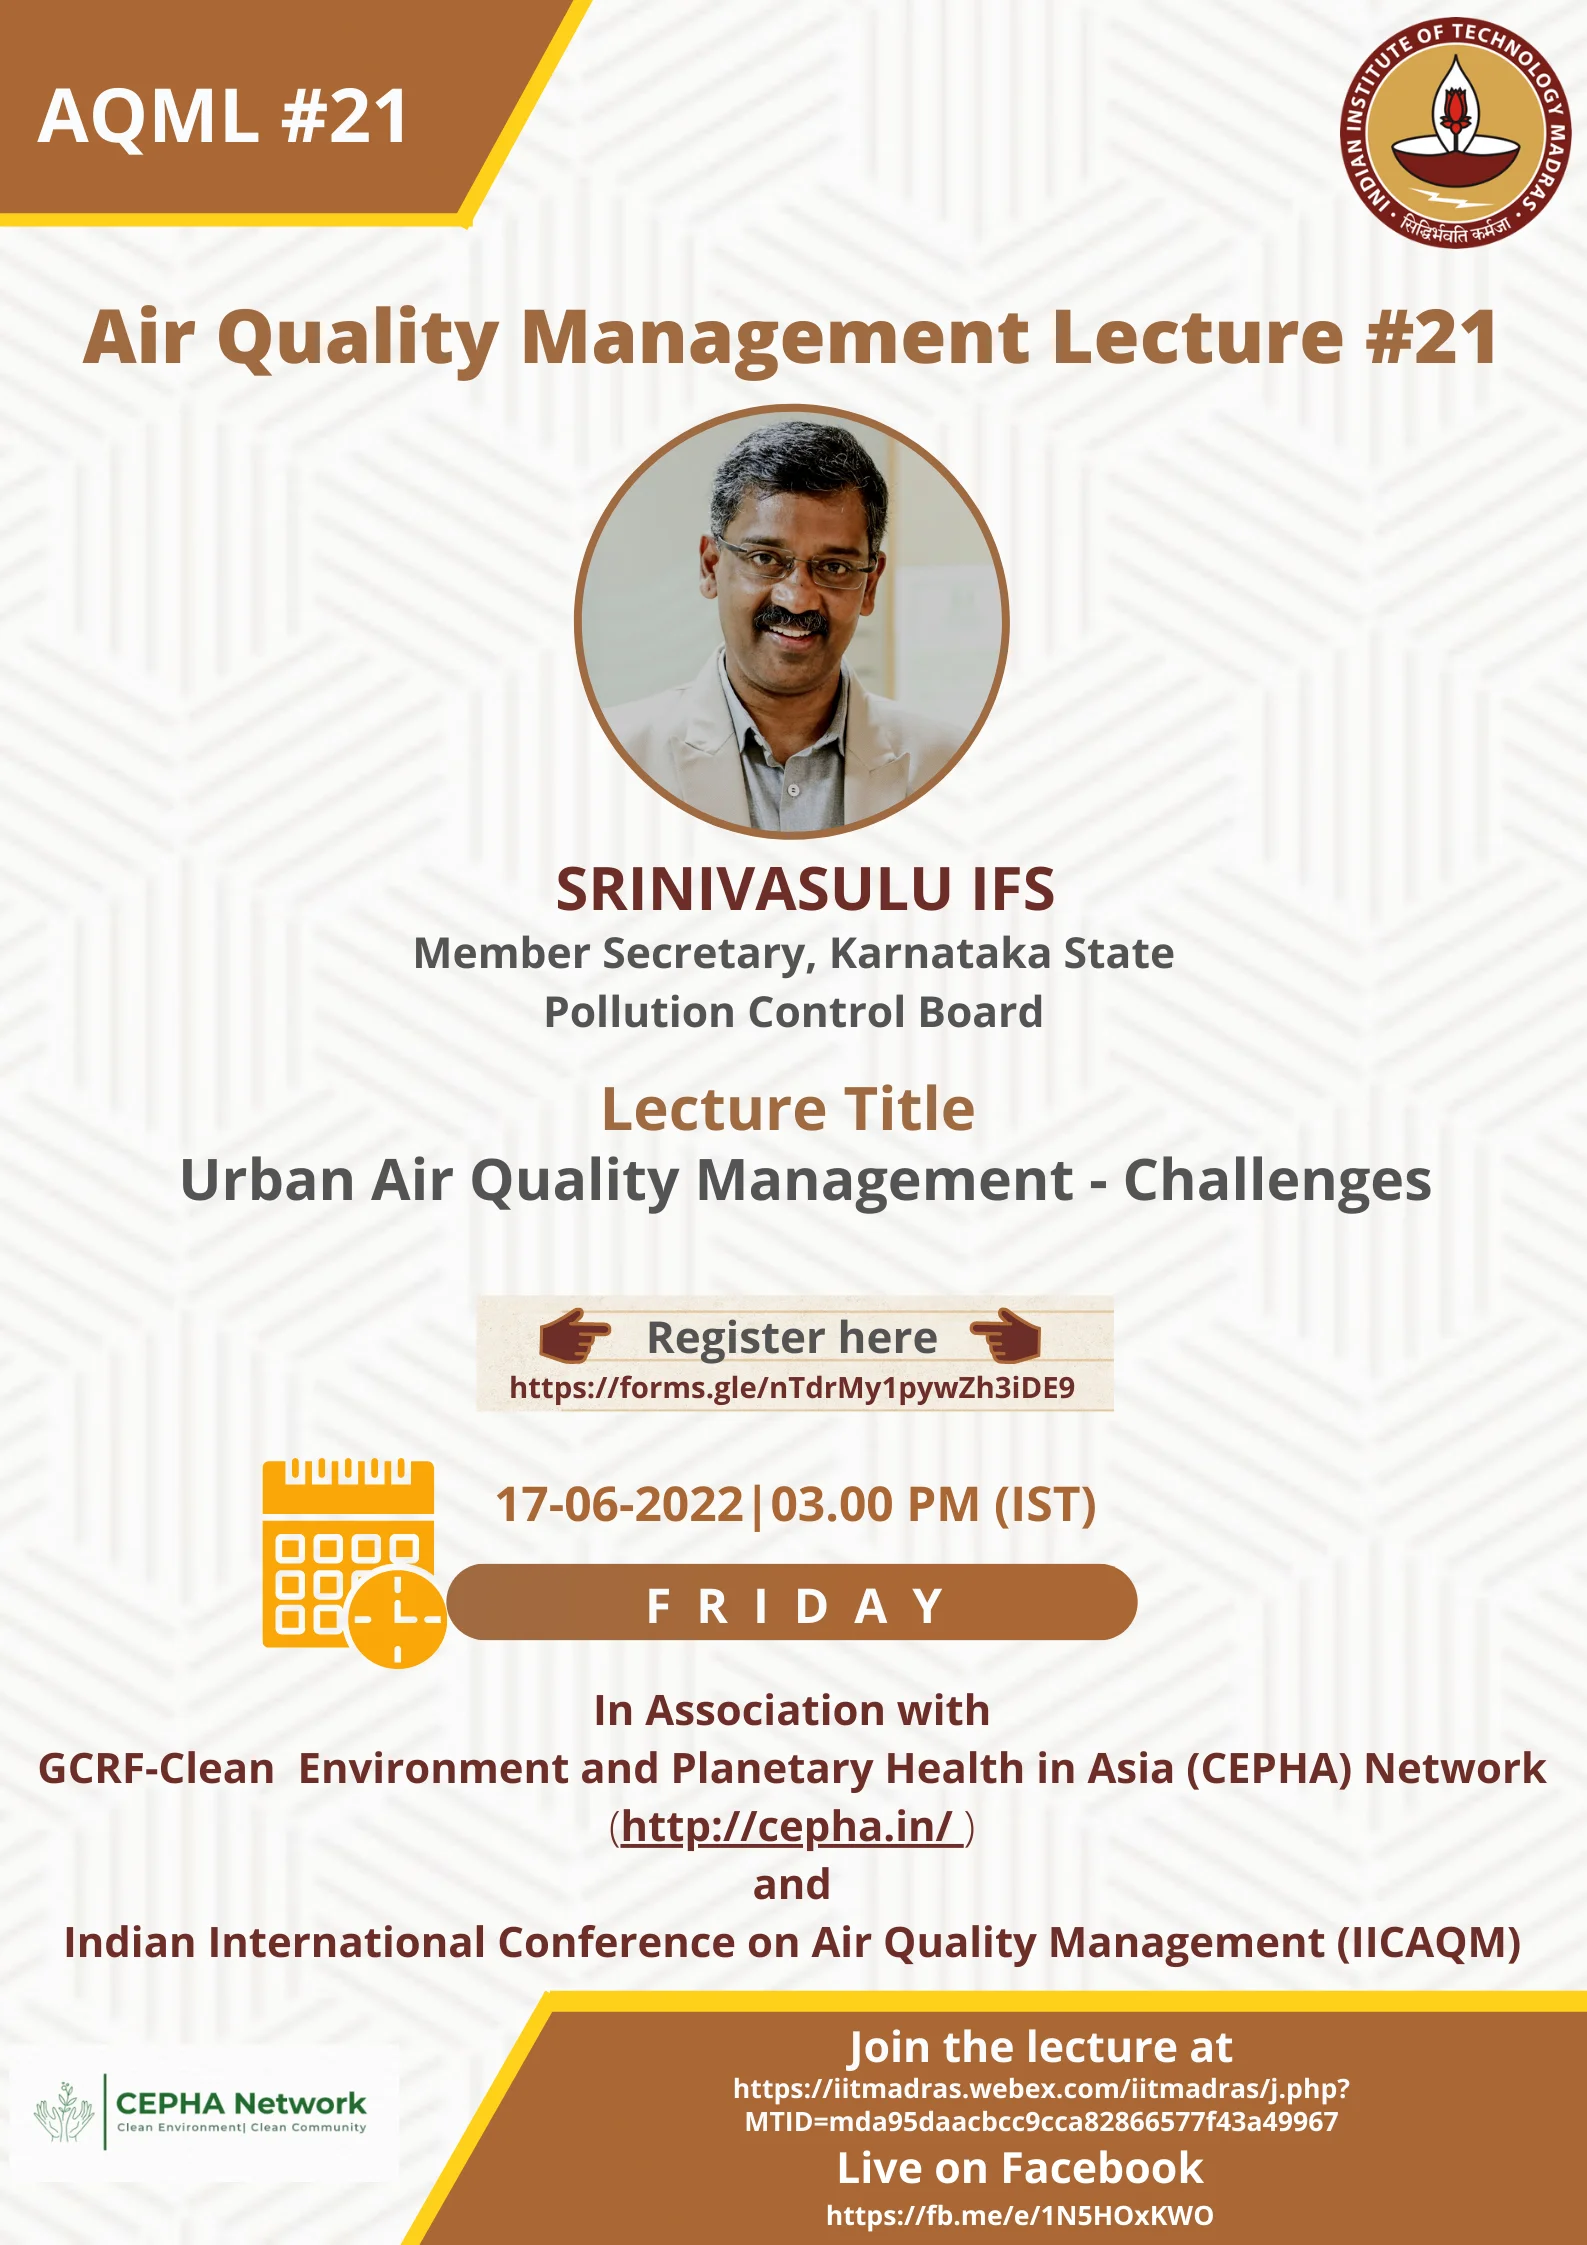 AQML #21
INDIAN INSTITUTE OF TECHNOLOGY MADRAS
सिद्धिर्भवति कर्मजा
Air Quality Management Lecture #21
SRINIVASULU IFS
Member Secretary, Karnataka State
Pollution Control Board
Lecture Title
Urban Air Quality Management - Challenges
Register here
https://forms.gle/nTdrMy1pywZh3iDE9
17-06-2022|03.00 PM (IST)
FRIDAY
In Association with
GCRF-Clean  Environment and Planetary Health in Asia (CEPHA) Network
(http://cepha.in/ )
and
Indian International Conference on Air Quality Management (IICAQM)
CEPHA Network
Clean Environment| Clean Community
Join the lecture at
https://iitmadras.webex.com/iitmadras/j.php?
MTID=mda95daacbcc9cca82866577f43a49967
Live on Facebook
https://fb.me/e/1N5HOxKWO